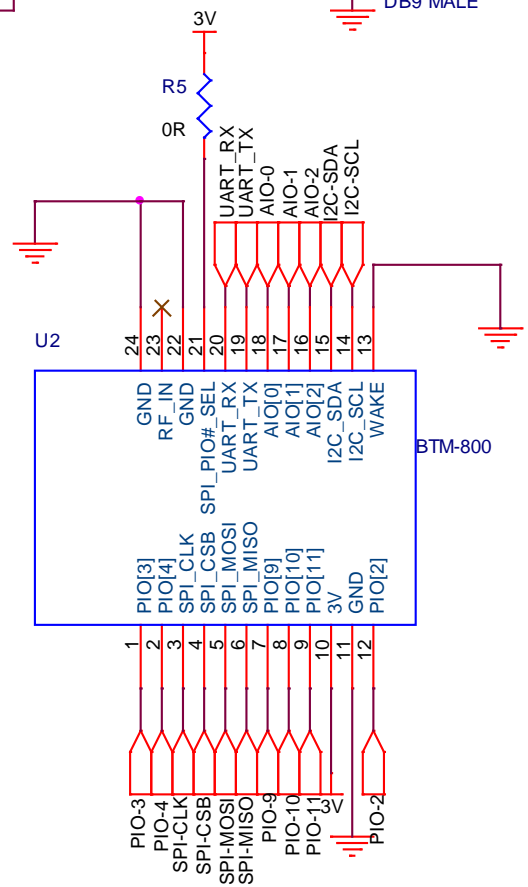 DB9 MALE
3V
R5
0R
UART_RX
UART_TX
AIO-0
AIO-1
AIO-2
I2C-SDA
I2C-SCL
U2
24
23
22
21
20
19
18
17
16
15
14
13
GND
RF_IN
GND
SPI_PIO#_SEL
UART_RX
UART_TX
AIO[0]
AIO[1]
AIO[2]
I2C_SDA
I2C_SCL
WAKE
BTM-800
PIO[3]
PIO[4]
SPI_CLK
SPI_CSB
SPI_MOSI
SPI_MISO
PIO[9]
PIO[10]
PIO[11]
3V
GND
PIO[2]
1
2
3
4
5
6
7
8
9
10
11
12
PIO-3
PIO-4
SPI-CLK
SPI-CSB
SPI-MOSI
SPI-MISO
PIO-9
PIO-10
PIO-11
3V
PIO-2